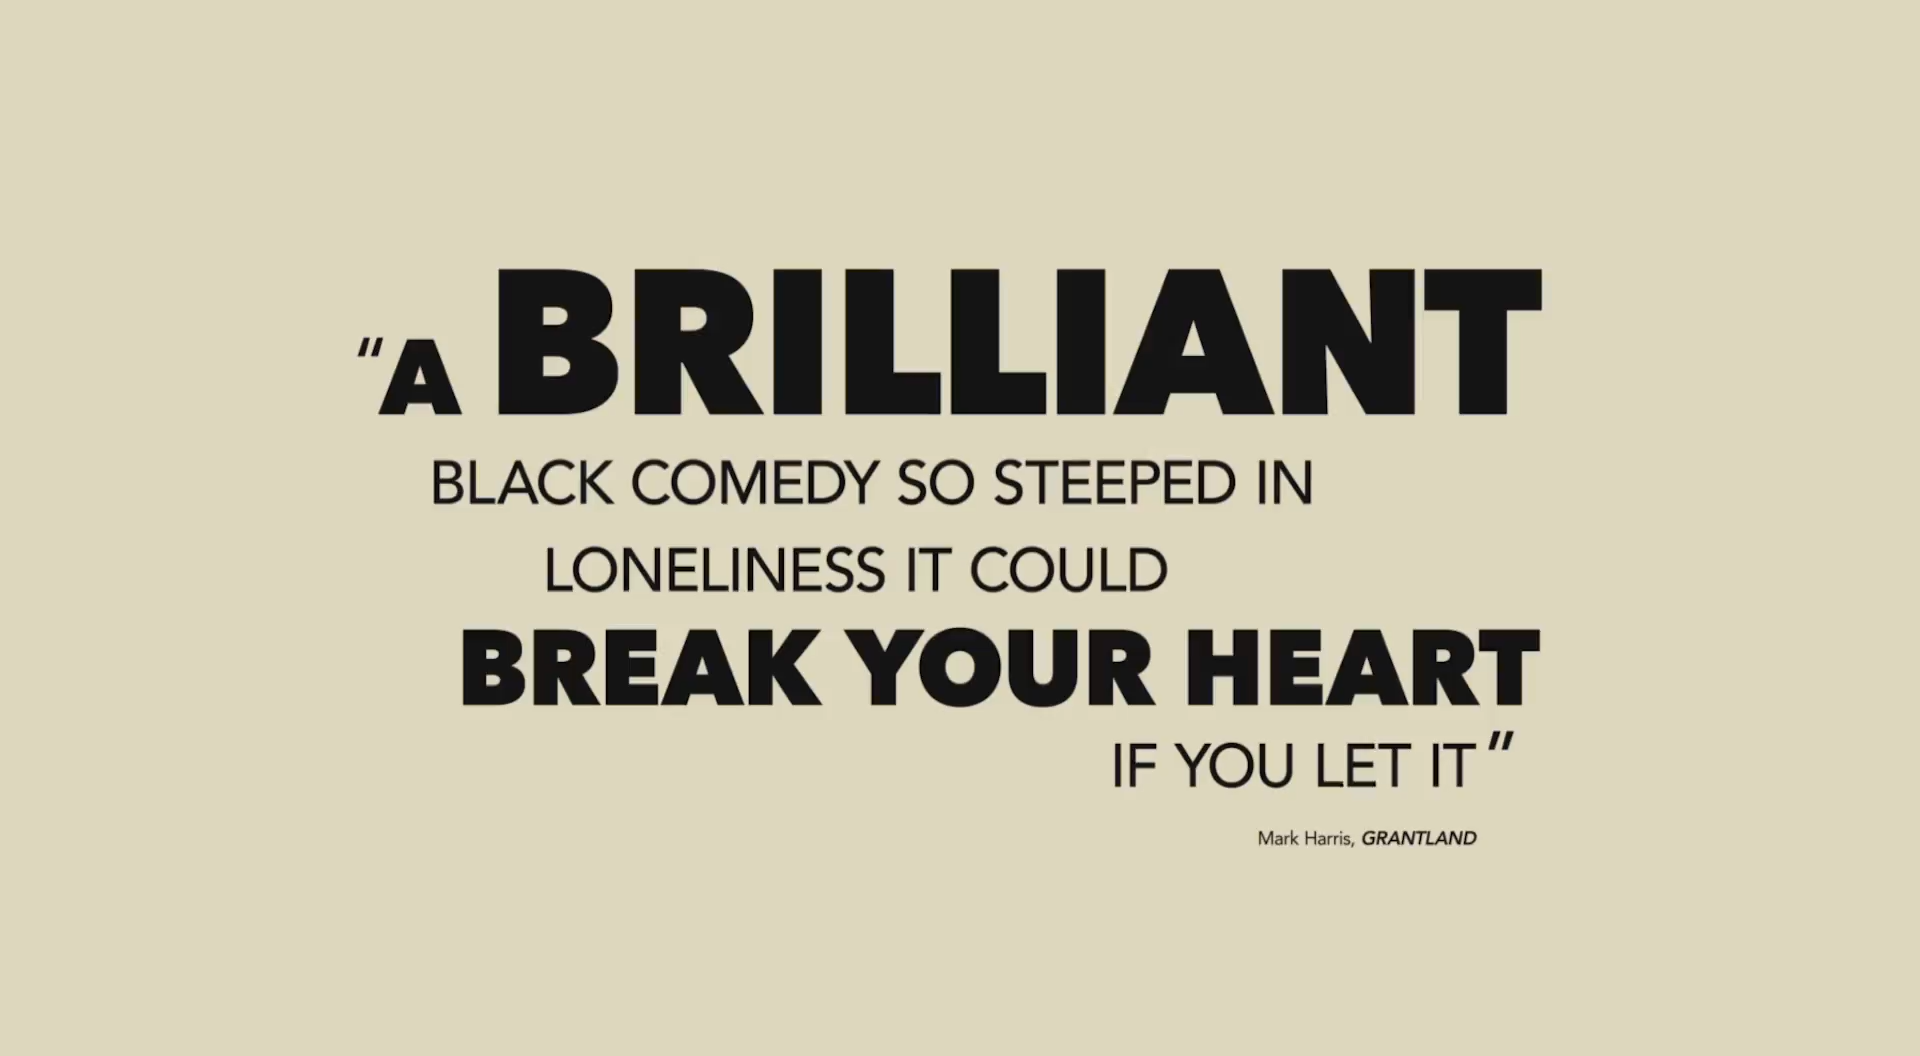 "A BRILLIANT
BLACK COMEDY SO STEEPED IN
LONELINESS IT COULD
BREAK YOUR HEART
IF YOU LET IT"
Mark Harris, GRANTLAND